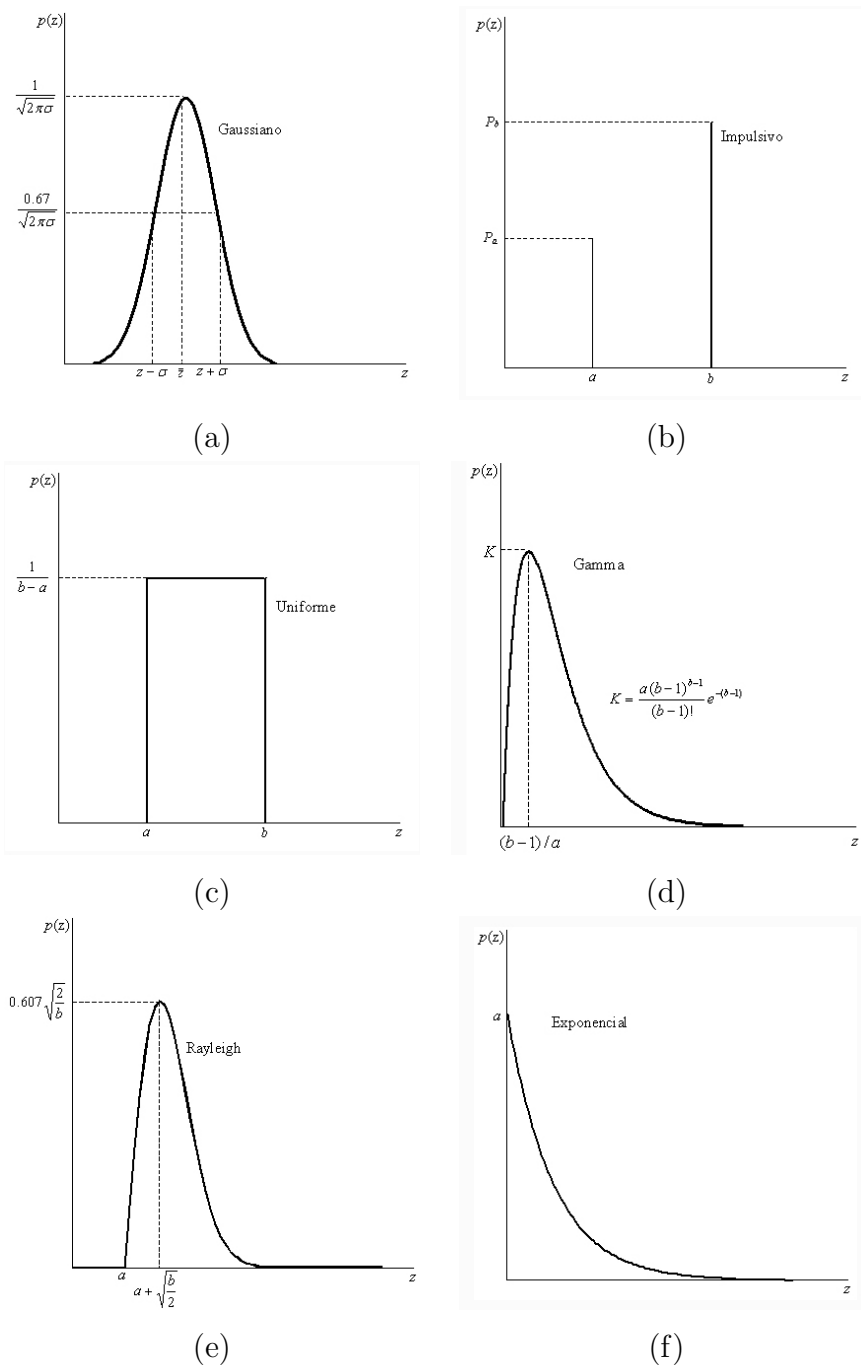 p(z)
1
√2πσ
Gaussiano
0.67
√2πσ
z − σ z̄ z + σ z
(a)
p(z)
P_b
Impulsivo
P_a
a b z
(b)
p(z)
1
b − a
Uniforme
a b z
(c)
p(z)
K
Gamma
K = a(b−1)^{b−1} / (b−1)! e^{−(b−1)}
(b−1)/a z
(d)
p(z)
0.607 √(2/b)
Rayleigh
a z
a + √(b/2)
(e)
p(z)
a
Exponencial
z
(f)